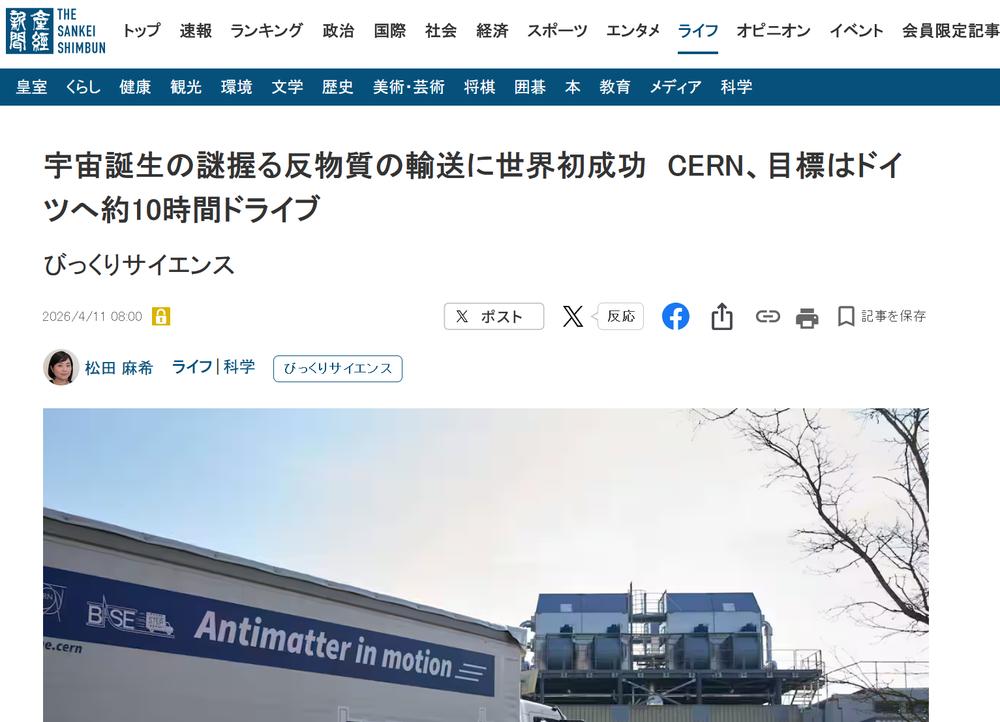 新聞 産經
THE
SANKEI
SHIMBUN
トップ 速報 ランキング 政治 国際 社会 経済 スポーツ エンタメ ライフ オピニオン イベント 会員限定記事
皇室 くらし 健康 観光 環境 文学 歴史 美術・芸術 将棋 囲碁 本 教育 メディア 科学
宇宙誕生の謎握る反物質の輸送に世界初成功　CERN、目標はドイ
ツへ約10時間ドライブ
びっくりサイエンス
2026/4/11 08:00
ポスト
反応
記事を保存
松田 麻希 ライフ|科学 びっくりサイエンス
RN
BASE
STEP
Antimatter in motion
e.cern